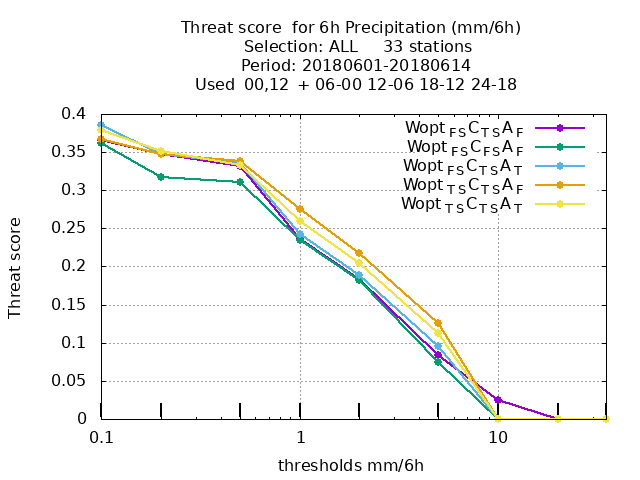 Threat score  for 6h Precipitation (mm/6h)
Selection: ALL     33 stations
Period: 20180601-20180614
Used  00,12  + 06-00 12-06 18-12 24-18
Wopt FS C TS A F
Wopt FS C FS A F
Wopt FS C TS A T
Wopt TS C TS A F
Wopt TS C TS A T
0.4
0.35
0.3
0.25
0.2
0.15
0.1
0.05
0
Threat score
0.1 1 10
thresholds mm/6h